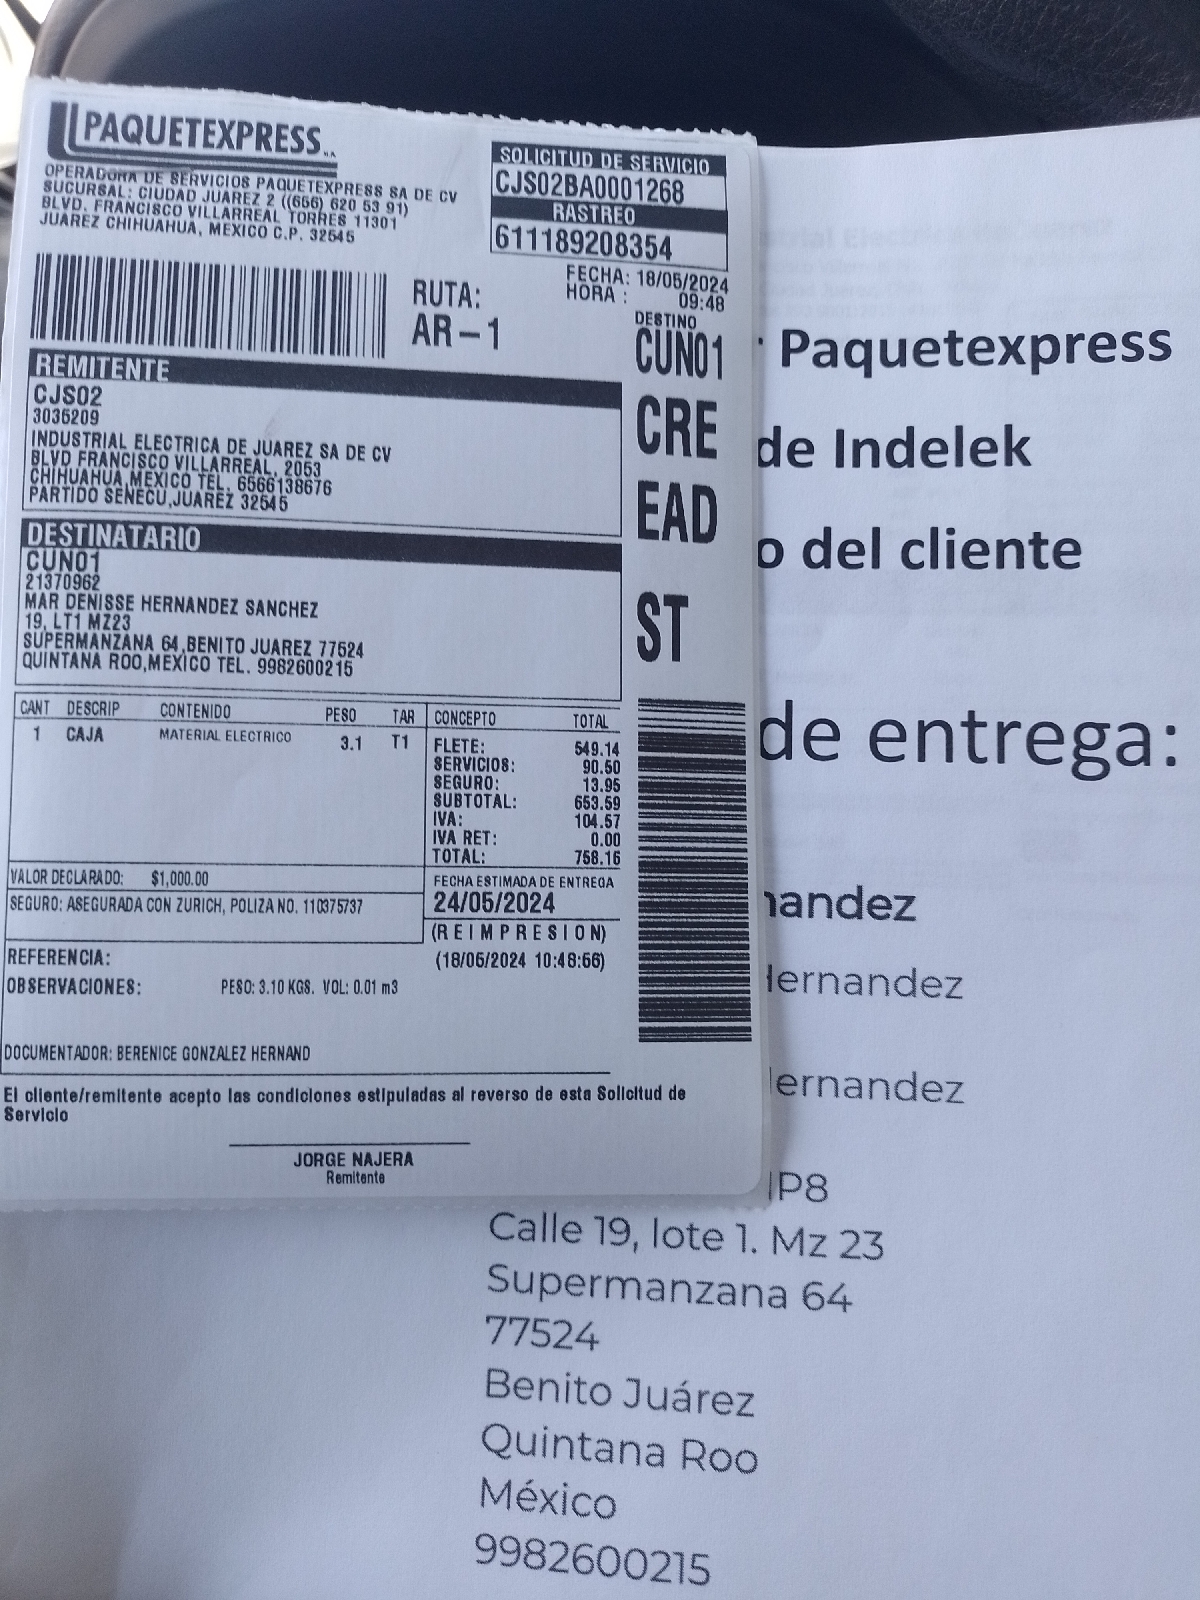 PAQUETEXPRESS
OPERADORA DE SERVICIOS PAQUETEXPRESS SA DE CV
SUCURSAL: CIUDAD JUAREZ 2 ((656) 620 53 91)
BLVD. FRANCISCO VILLARREAL TORRES 11301
JUAREZ CHIHUAHUA, MEXICO C.P. 32545
SOLICITUD DE SERVICIO
CJS02BA0001268
RASTREO
611189208354
FECHA: 18/05/2024
HORA : 09:48
RUTA:
AR-1
DESTINO
CUN01
CRE
EAD
ST
REMITENTE
CJS02
3035209
INDUSTRIAL ELECTRICA DE JUAREZ SA DE CV
BLVD FRANCISCO VILLARREAL, 2053
CHIHUAHUA,MEXICO TEL. 6566138676
PARTIDO SENECU,JUAREZ 32545
DESTINATARIO
CUN01
21370962
MAR DENISSE HERNANDEZ SANCHEZ
19, LT1 MZ23
SUPERMANZANA 64,BENITO JUAREZ 77524
QUINTANA ROO,MEXICO TEL. 9982600215
CANT DESCRIP CONTENIDO PESO TAR
1 CAJA MATERIAL ELECTRICO 3.1 T1
CONCEPTO TOTAL
FLETE: 549.14
SERVICIOS: 90.50
SEGURO: 13.95
SUBTOTAL: 653.59
IVA: 104.57
IVA RET: 0.00
TOTAL: 758.16
VALOR DECLARADO: $1,000.00
SEGURO: ASEGURADA CON ZURICH, POLIZA NO. 110375737
FECHA ESTIMADA DE ENTREGA
24/05/2024
(REIMPRESION)
(18/05/2024 10:48:56)
REFERENCIA:
OBSERVACIONES: PESO: 3.10 KGS. VOL: 0.01 m3
DOCUMENTADOR: BERENICE GONZALEZ HERNAND
El cliente/remitente acepto las condiciones estipuladas al reverso de esta Solicitud de
Servicio
JORGE NAJERA
Remitente
Paquetexpress
de Indelek
o del cliente
de entrega:
nandez
Hernandez
ernandez
P8
Calle 19, lote 1. Mz 23
Supermanzana 64
77524
Benito Juárez
Quintana Roo
México
9982600215